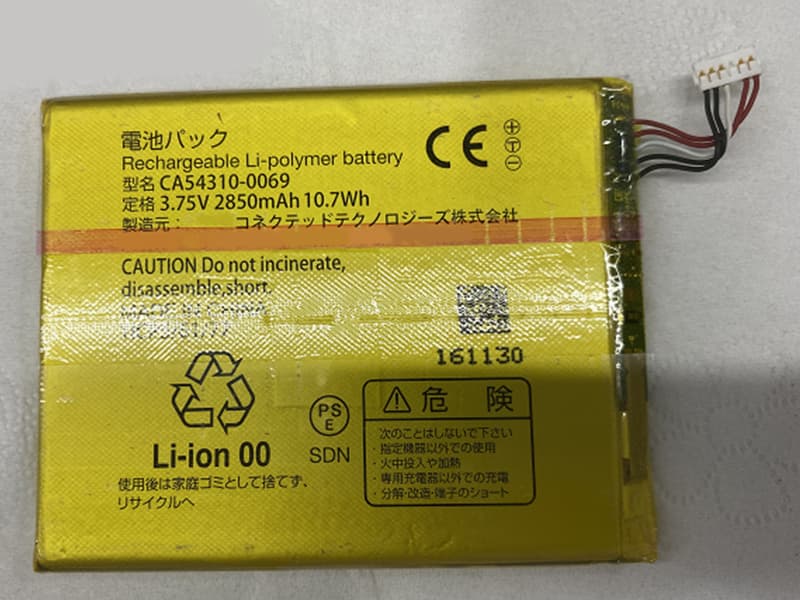 電池パック
Rechargeable Li-polymer battery
型名 CA54310-0069
定格 3.75V 2850mAh 10.7Wh
製造元： コネクテッドテクノロジーズ株式会社
CE
+
T
-
CAUTION Do not incinerate,
disassemble,short.
MADE IN CHINA
161130
Li-ion 00
使用後は家庭ゴミとして捨てず、
リサイクルへ
PS
E
SDN
危 険
次のことはしないで下さい
・指定機器以外での使用
・火中投入や加熱
・専用充電器以外での充電
・分解・改造・端子のショート